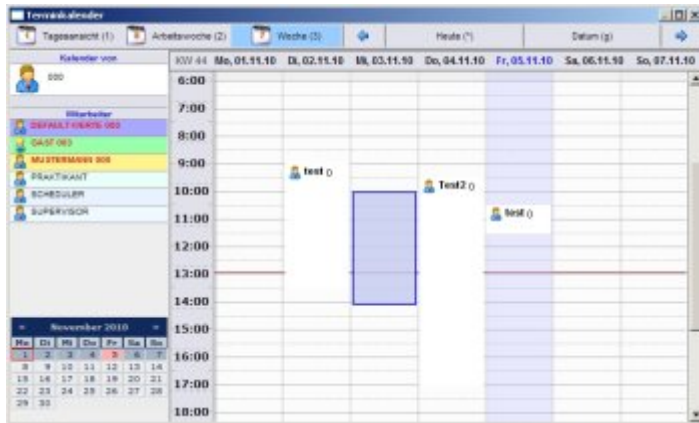 Terminkalender
Tagesansicht (1) Arbeitswoche (2) Woche (3) Heute (*) Datum (g)
Kalender von
000
Mitarbeiter
DEFAULT-WERTE 000
GAST 003
MUSTERMANN 005
PRAKTIKANT
SCHEDULER
SUPERVISOR
KW 44 Mo, 01.11.10 Di, 02.11.10 Mi, 03.11.10 Do, 04.11.10 Fr, 05.11.10 Sa, 06.11.10 So, 07.11.10
6:00
7:00
8:00
9:00
test ()
10:00
Test2 ()
11:00
test ()
12:00
13:00
14:00
15:00
16:00
17:00
18:00
November 2010
Mo Di Mi Do Fr Sa So
1 2 3 4 5 6 7
8 9 10 11 12 13 14
15 16 17 18 19 20 21
22 23 24 25 26 27 28
29 30